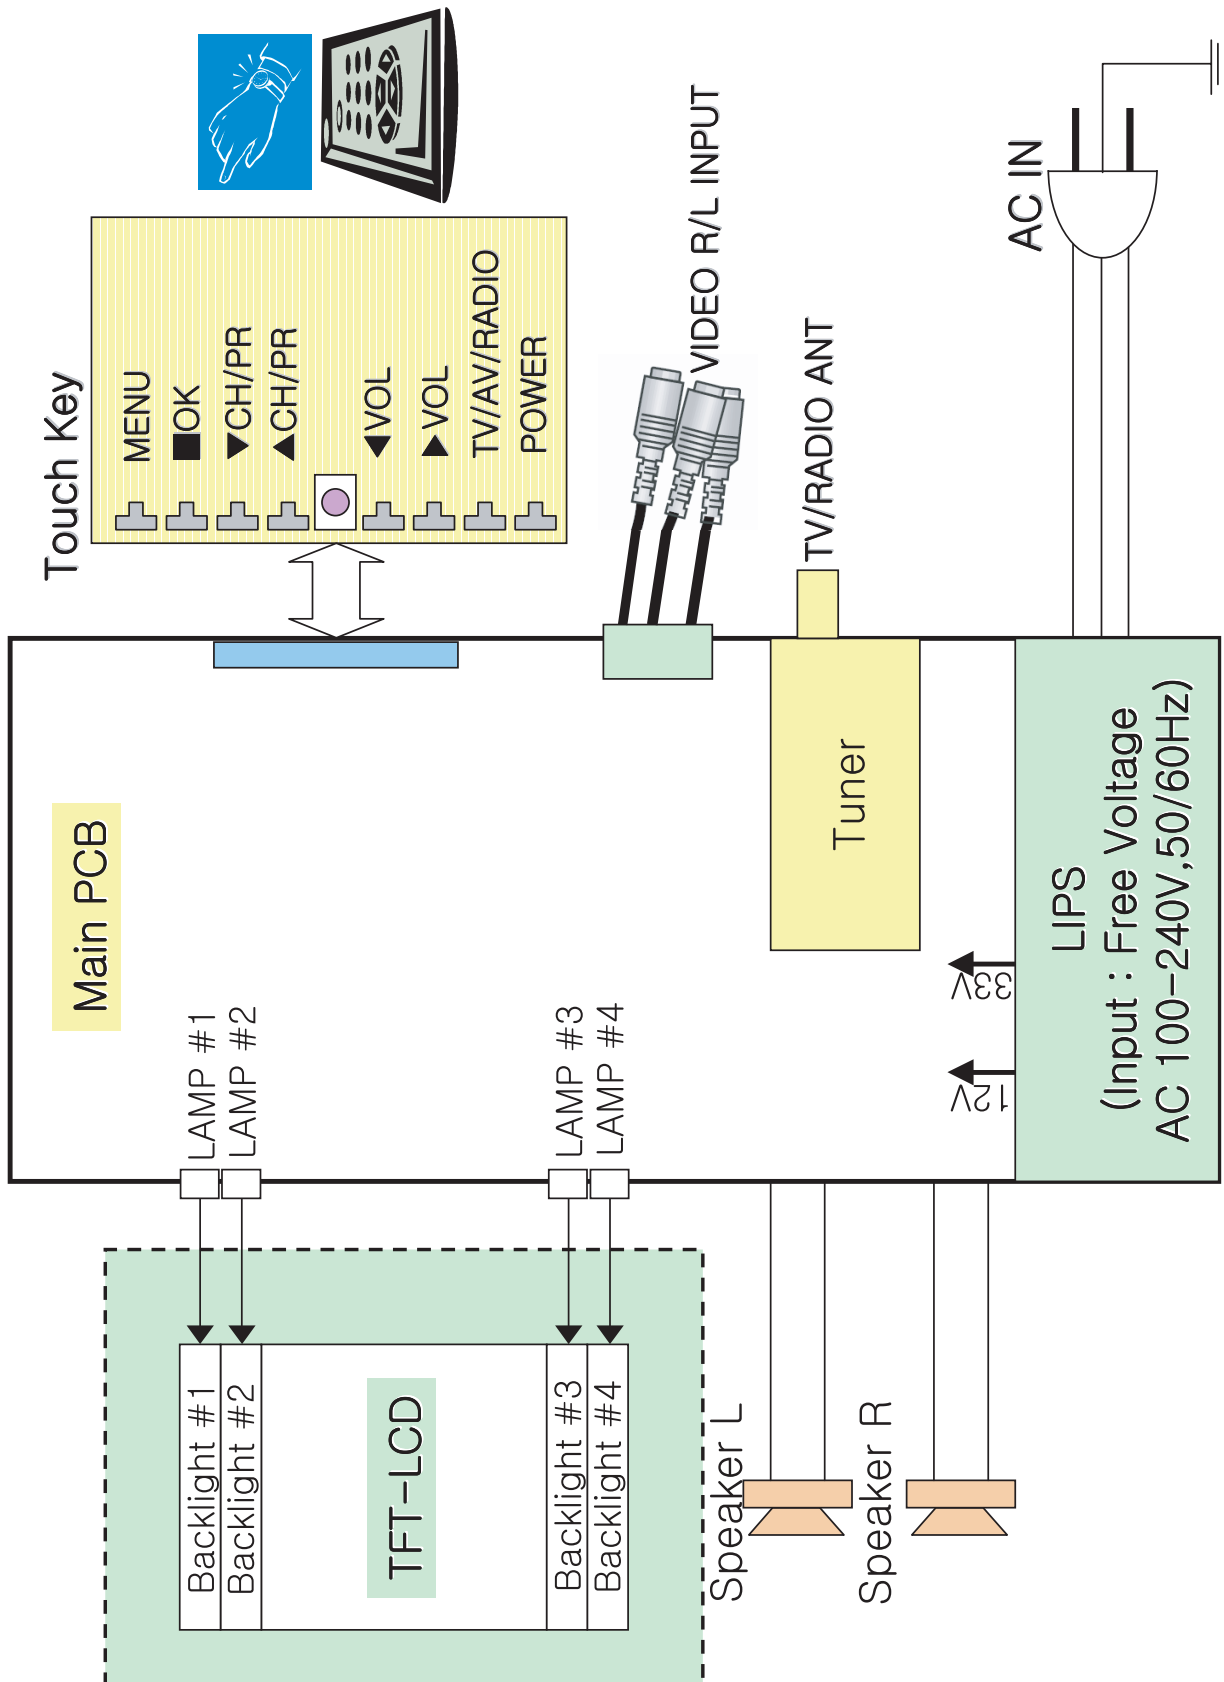 Touch Key
MENU
■OK
▼CH/PR
▲CH/PR
◀VOL
▶VOL
TV/AV/RADIO
POWER
VIDEO R/L INPUT
TV/RADIO ANT
AC IN
Main PCB
Tuner
LAMP #1
LAMP #2
LAMP #3
LAMP #4
33V
12V
LIPS
(Input : Free Voltage
AC 100-240V,50/60Hz)
Backlight #1
Backlight #2
TFT-LCD
Backlight #3
Backlight #4
Speaker L
Speaker R